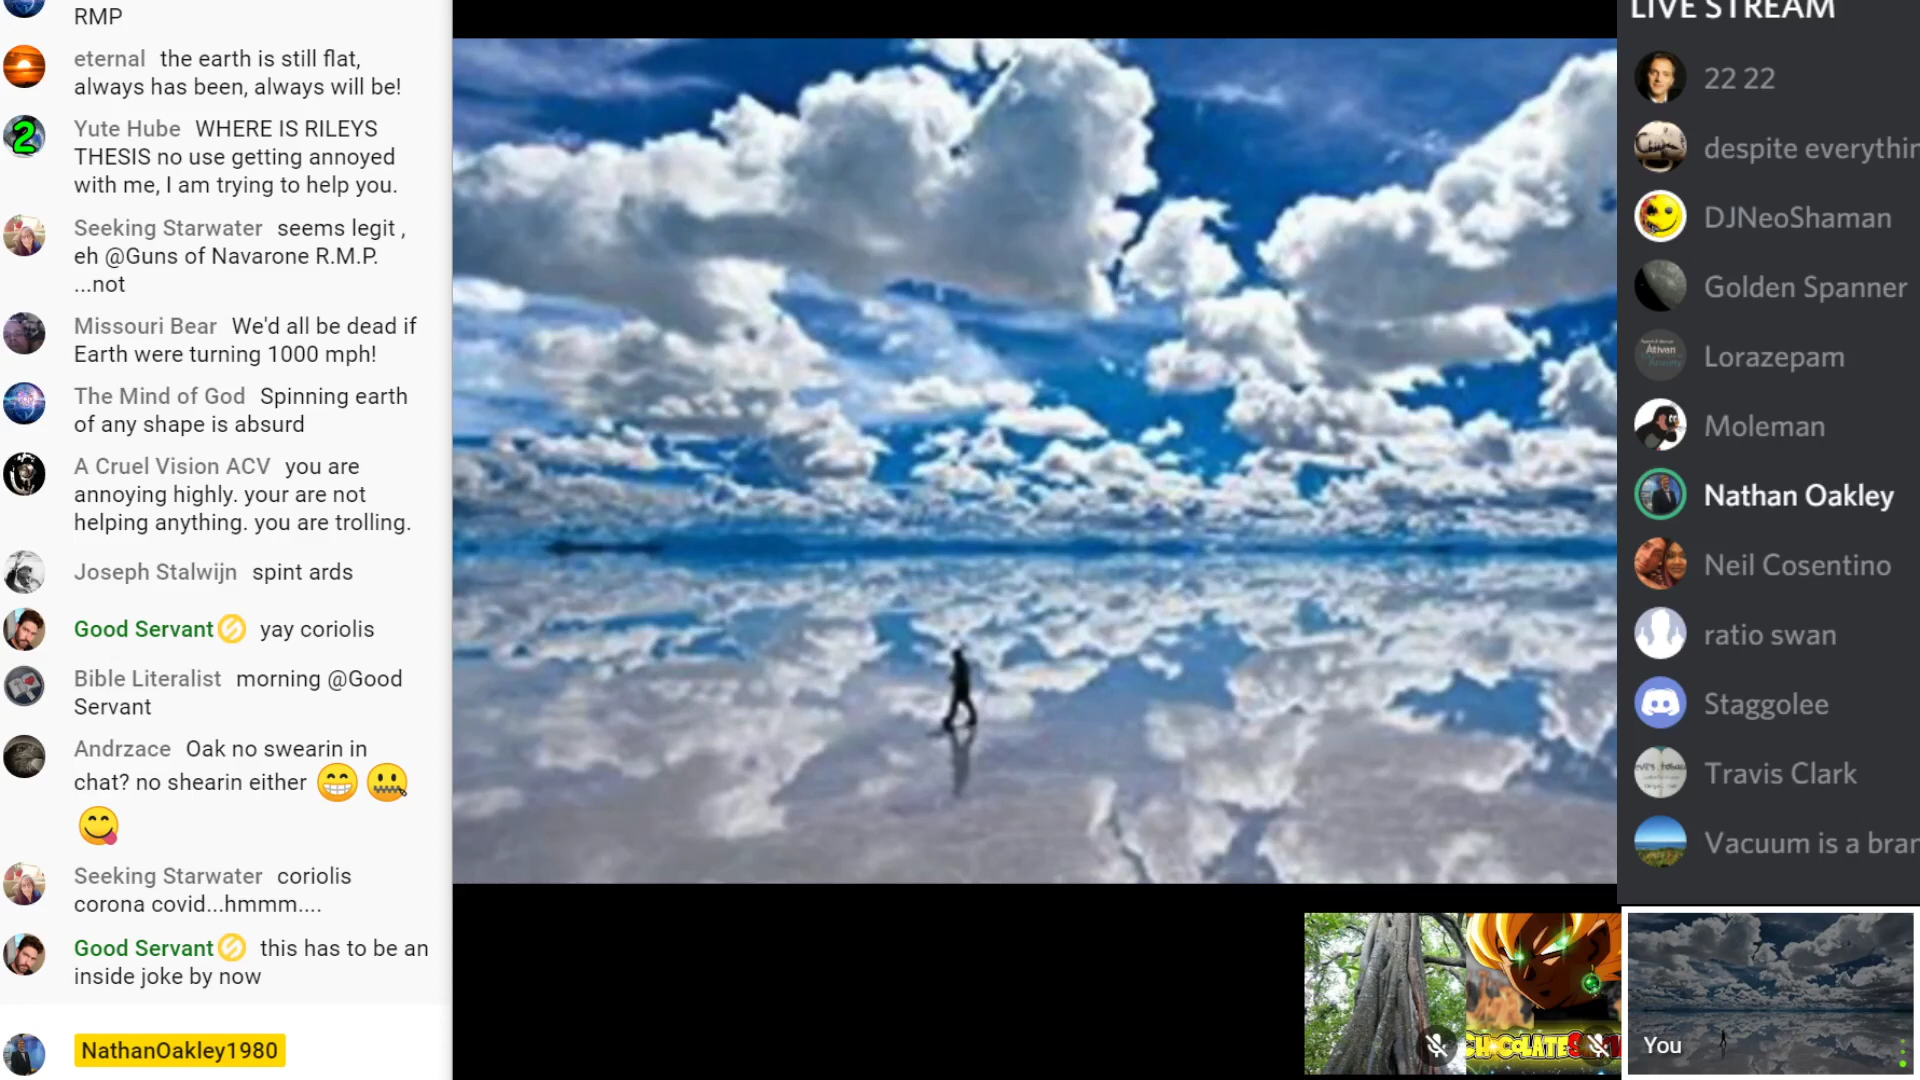 RMP
eternal the earth is still flat,
always has been, always will be!
Yute Hube WHERE IS RILEYS
THESIS no use getting annoyed
with me, I am trying to help you.
Seeking Starwater seems legit ,
eh @Guns of Navarone R.M.P.
...not
Missouri Bear We'd all be dead if
Earth were turning 1000 mph!
The Mind of God Spinning earth
of any shape is absurd
A Cruel Vision ACV you are
annoying highly. your are not
helping anything. you are trolling.
Joseph Stalwijn spint ards
Good Servant yay coriolis
Bible Literalist morning @Good
Servant
Andrzace Oak no swearin in
chat? no shearin either
Seeking Starwater coriolis
corona covid...hmmm....
Good Servant this has to be an
inside joke by now
NathanOakley1980
LIVE STREAM
22 22
despite everythin
DJNeoShaman
Golden Spanner
Ativan
Lorazepam
Moleman
Nathan Oakley
Neil Cosentino
ratio swan
Staggolee
Travis Clark
Vacuum is a bran
CHOCOLATE
You